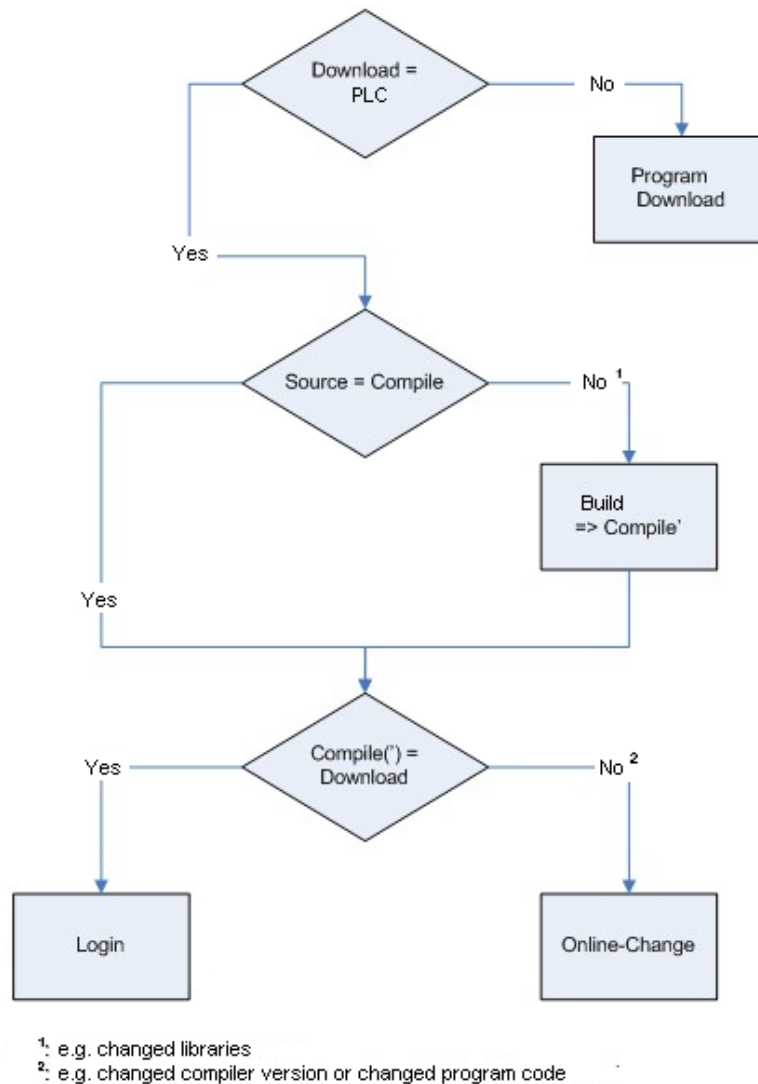 Download =
PLC
No
Program
Download
Yes
Source = Compile
No ¹
Build
=> Compile'
Yes
Compile(') =
Download
Yes
No ²
Login
Online-Change
¹: e.g. changed libraries
²: e.g. changed compiler version or changed program code